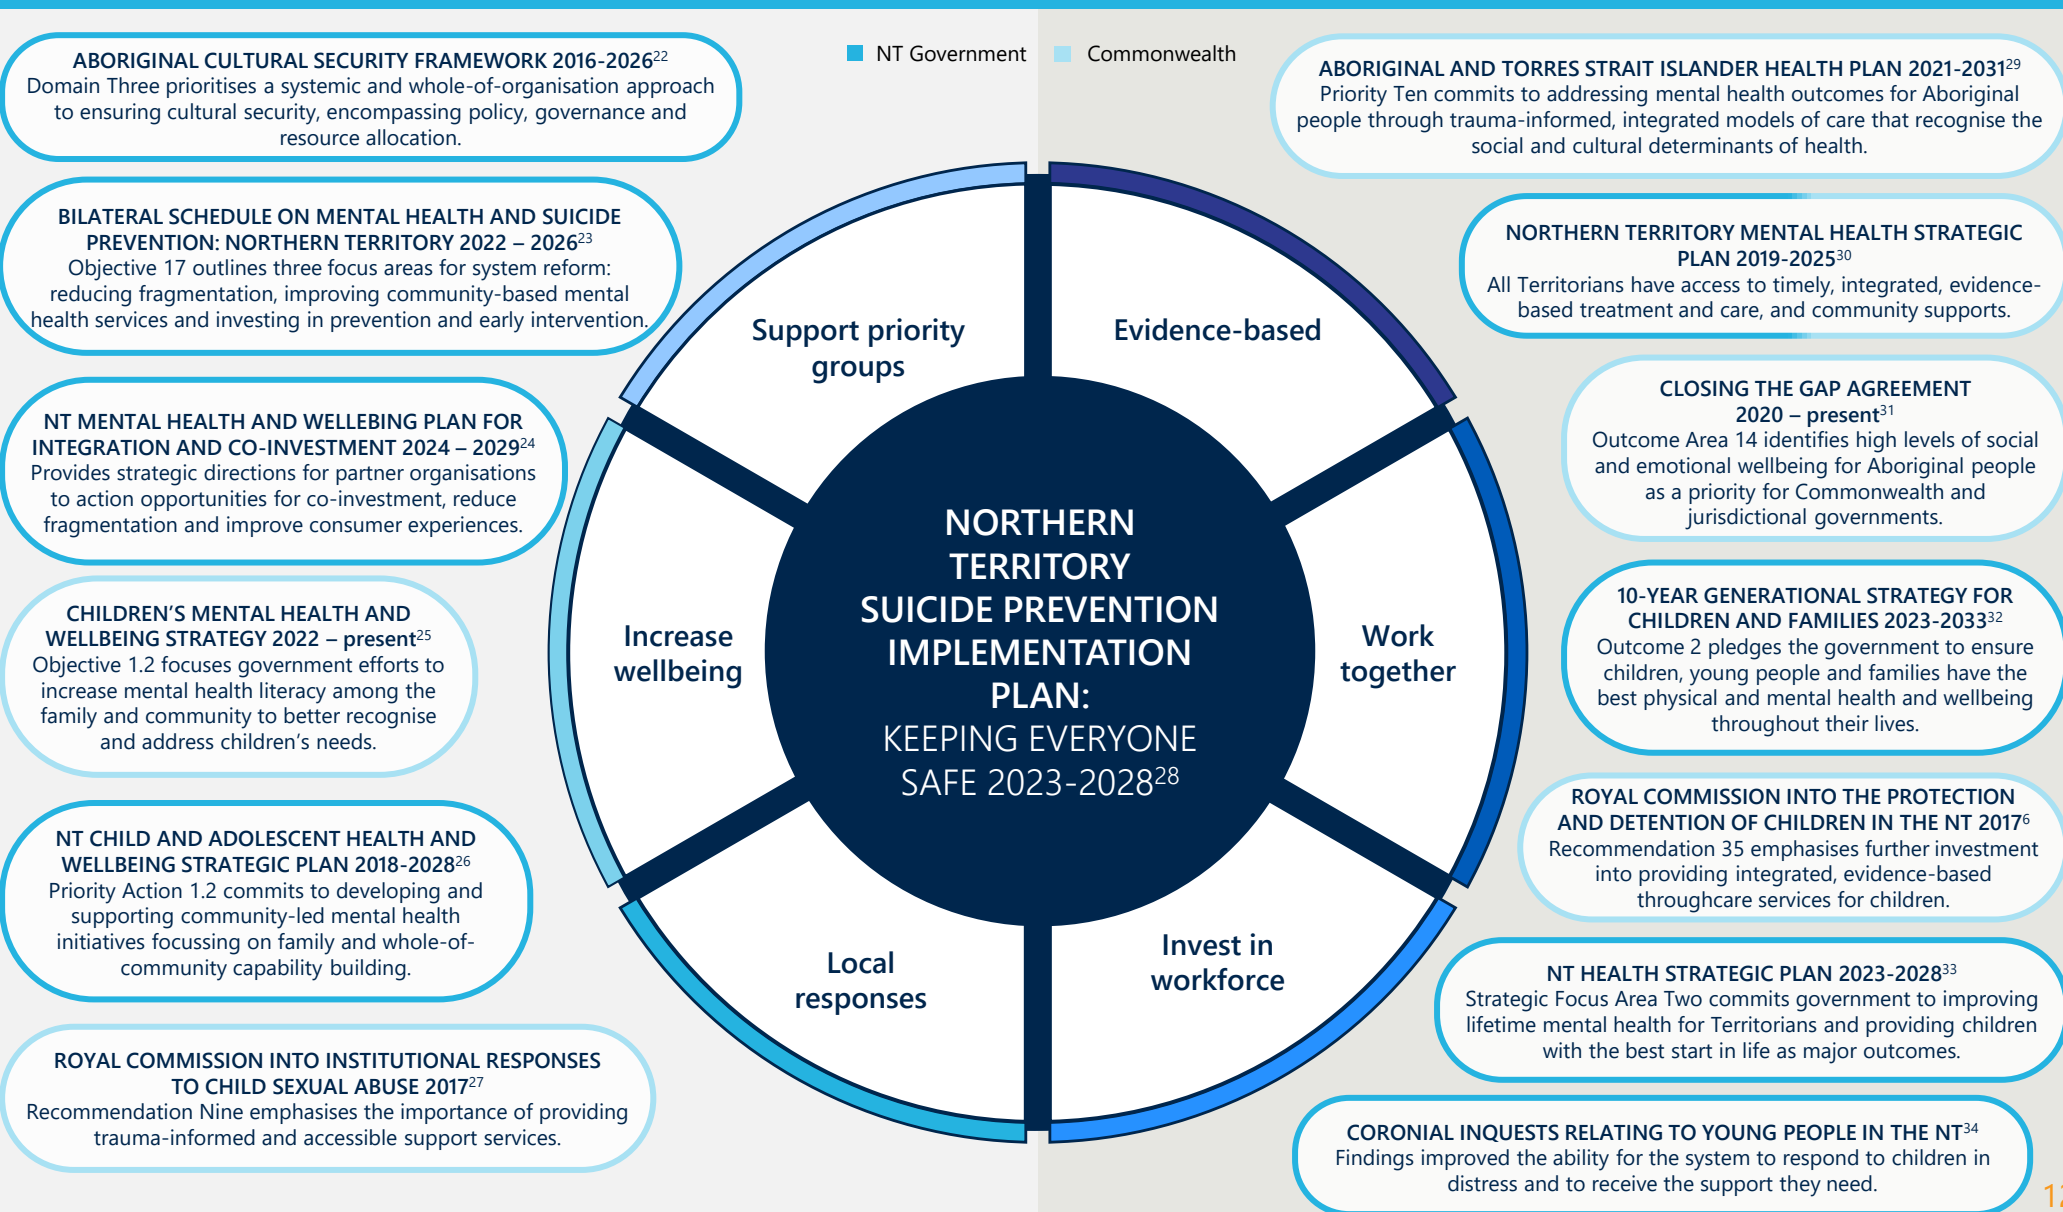 NT Government
Commonwealth
ABORIGINAL CULTURAL SECURITY FRAMEWORK 2016-2026²²
Domain Three prioritises a systemic and whole-of-organisation approach
to ensuring cultural security, encompassing policy, governance and
resource allocation.
BILATERAL SCHEDULE ON MENTAL HEALTH AND SUICIDE
PREVENTION: NORTHERN TERRITORY 2022 – 2026²³
Objective 17 outlines three focus areas for system reform:
reducing fragmentation, improving community-based mental
health services and investing in prevention and early intervention.
NT MENTAL HEALTH AND WELLEBING PLAN FOR
INTEGRATION AND CO-INVESTMENT 2024 – 2029²⁴
Provides strategic directions for partner organisations
to action opportunities for co-investment, reduce
fragmentation and improve consumer experiences.
CHILDREN’S MENTAL HEALTH AND
WELLBEING STRATEGY 2022 – present²⁵
Objective 1.2 focuses government efforts to
increase mental health literacy among the
family and community to better recognise
and address children’s needs.
NT CHILD AND ADOLESCENT HEALTH AND
WELLBEING STRATEGIC PLAN 2018-2028²⁶
Priority Action 1.2 commits to developing and
supporting community-led mental health
initiatives focussing on family and whole-of-
community capability building.
ROYAL COMMISSION INTO INSTITUTIONAL RESPONSES
TO CHILD SEXUAL ABUSE 2017²⁷
Recommendation Nine emphasises the importance of providing
trauma-informed and accessible support services.
Support priority
groups
Evidence-based
Increase
wellbeing
NORTHERN
TERRITORY
SUICIDE PREVENTION
IMPLEMENTATION
PLAN:
KEEPING EVERYONE
SAFE 2023-2028²⁸
Work
together
Local
responses
Invest in
workforce
ABORIGINAL AND TORRES STRAIT ISLANDER HEALTH PLAN 2021-2031²⁹
Priority Ten commits to addressing mental health outcomes for Aboriginal
people through trauma-informed, integrated models of care that recognise the
social and cultural determinants of health.
NORTHERN TERRITORY MENTAL HEALTH STRATEGIC
PLAN 2019-2025³⁰
All Territorians have access to timely, integrated, evidence-
based treatment and care, and community supports.
CLOSING THE GAP AGREEMENT
2020 – present³¹
Outcome Area 14 identifies high levels of social
and emotional wellbeing for Aboriginal people
as a priority for Commonwealth and
jurisdictional governments.
10-YEAR GENERATIONAL STRATEGY FOR
CHILDREN AND FAMILIES 2023-2033³²
Outcome 2 pledges the government to ensure
children, young people and families have the
best physical and mental health and wellbeing
throughout their lives.
ROYAL COMMISSION INTO THE PROTECTION
AND DETENTION OF CHILDREN IN THE NT 2017⁶
Recommendation 35 emphasises further investment
into providing integrated, evidence-based
throughcare services for children.
NT HEALTH STRATEGIC PLAN 2023-2028³³
Strategic Focus Area Two commits government to improving
lifetime mental health for Territorians and providing children
with the best start in life as major outcomes.
CORONIAL INQUESTS RELATING TO YOUNG PEOPLE IN THE NT³⁴
Findings improved the ability for the system to respond to children in
distress and to receive the support they need.